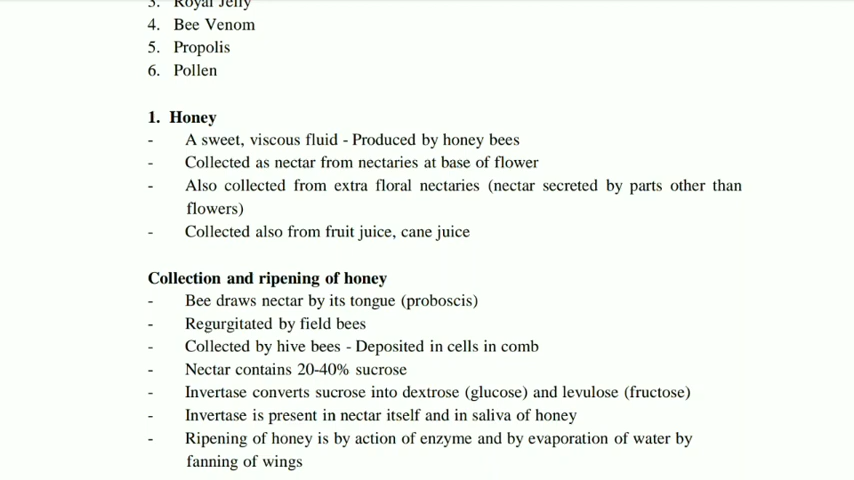 3. Royal Jelly
4. Bee Venom
5. Propolis
6. Pollen
1. Honey
- A sweet, viscous fluid - Produced by honey bees
- Collected as nectar from nectaries at base of flower
- Also collected from extra floral nectaries (nectar secreted by parts other than
flowers)
- Collected also from fruit juice, cane juice
Collection and ripening of honey
- Bee draws nectar by its tongue (proboscis)
- Regurgitated by field bees
- Collected by hive bees - Deposited in cells in comb
- Nectar contains 20-40% sucrose
- Invertase converts sucrose into dextrose (glucose) and levulose (fructose)
- Invertase is present in nectar itself and in saliva of honey
- Ripening of honey is by action of enzyme and by evaporation of water by
fanning of wings